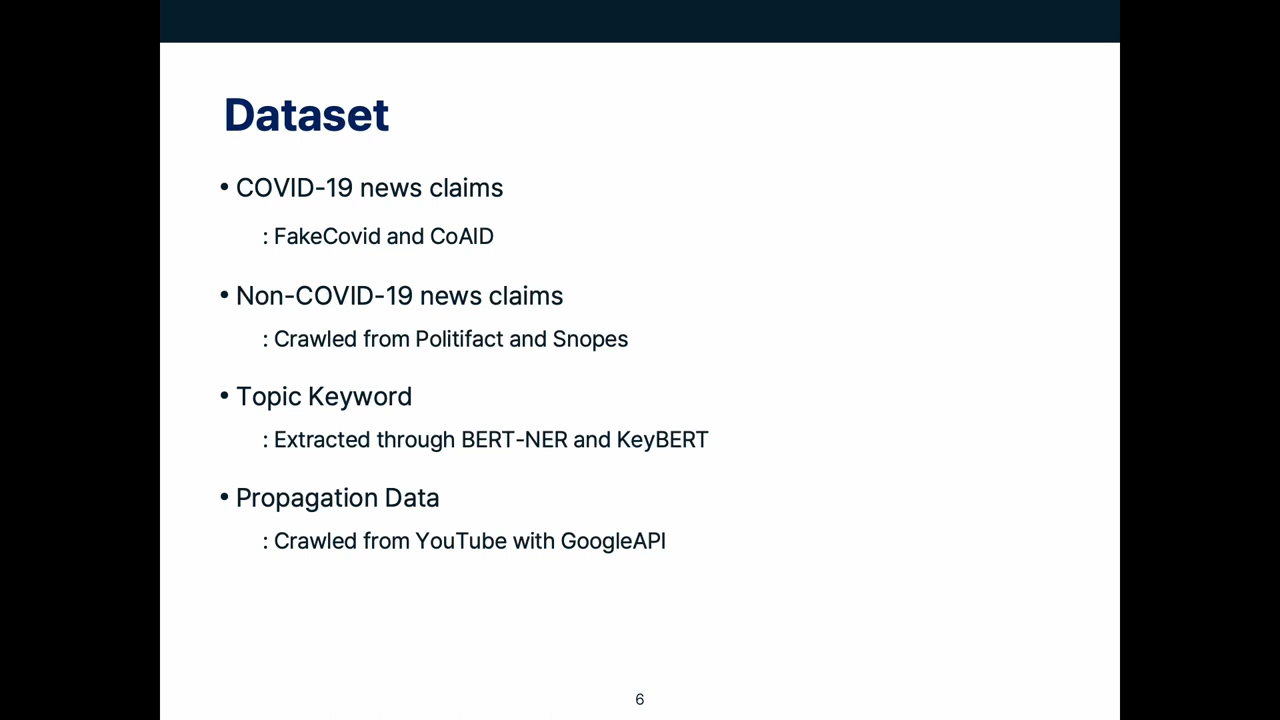 Dataset
• COVID-19 news claims
: FakeCovid and CoAID
• Non-COVID-19 news claims
: Crawled from Politifact and Snopes
• Topic Keyword
: Extracted through BERT-NER and KeyBERT
• Propagation Data
: Crawled from YouTube with GoogleAPI
6